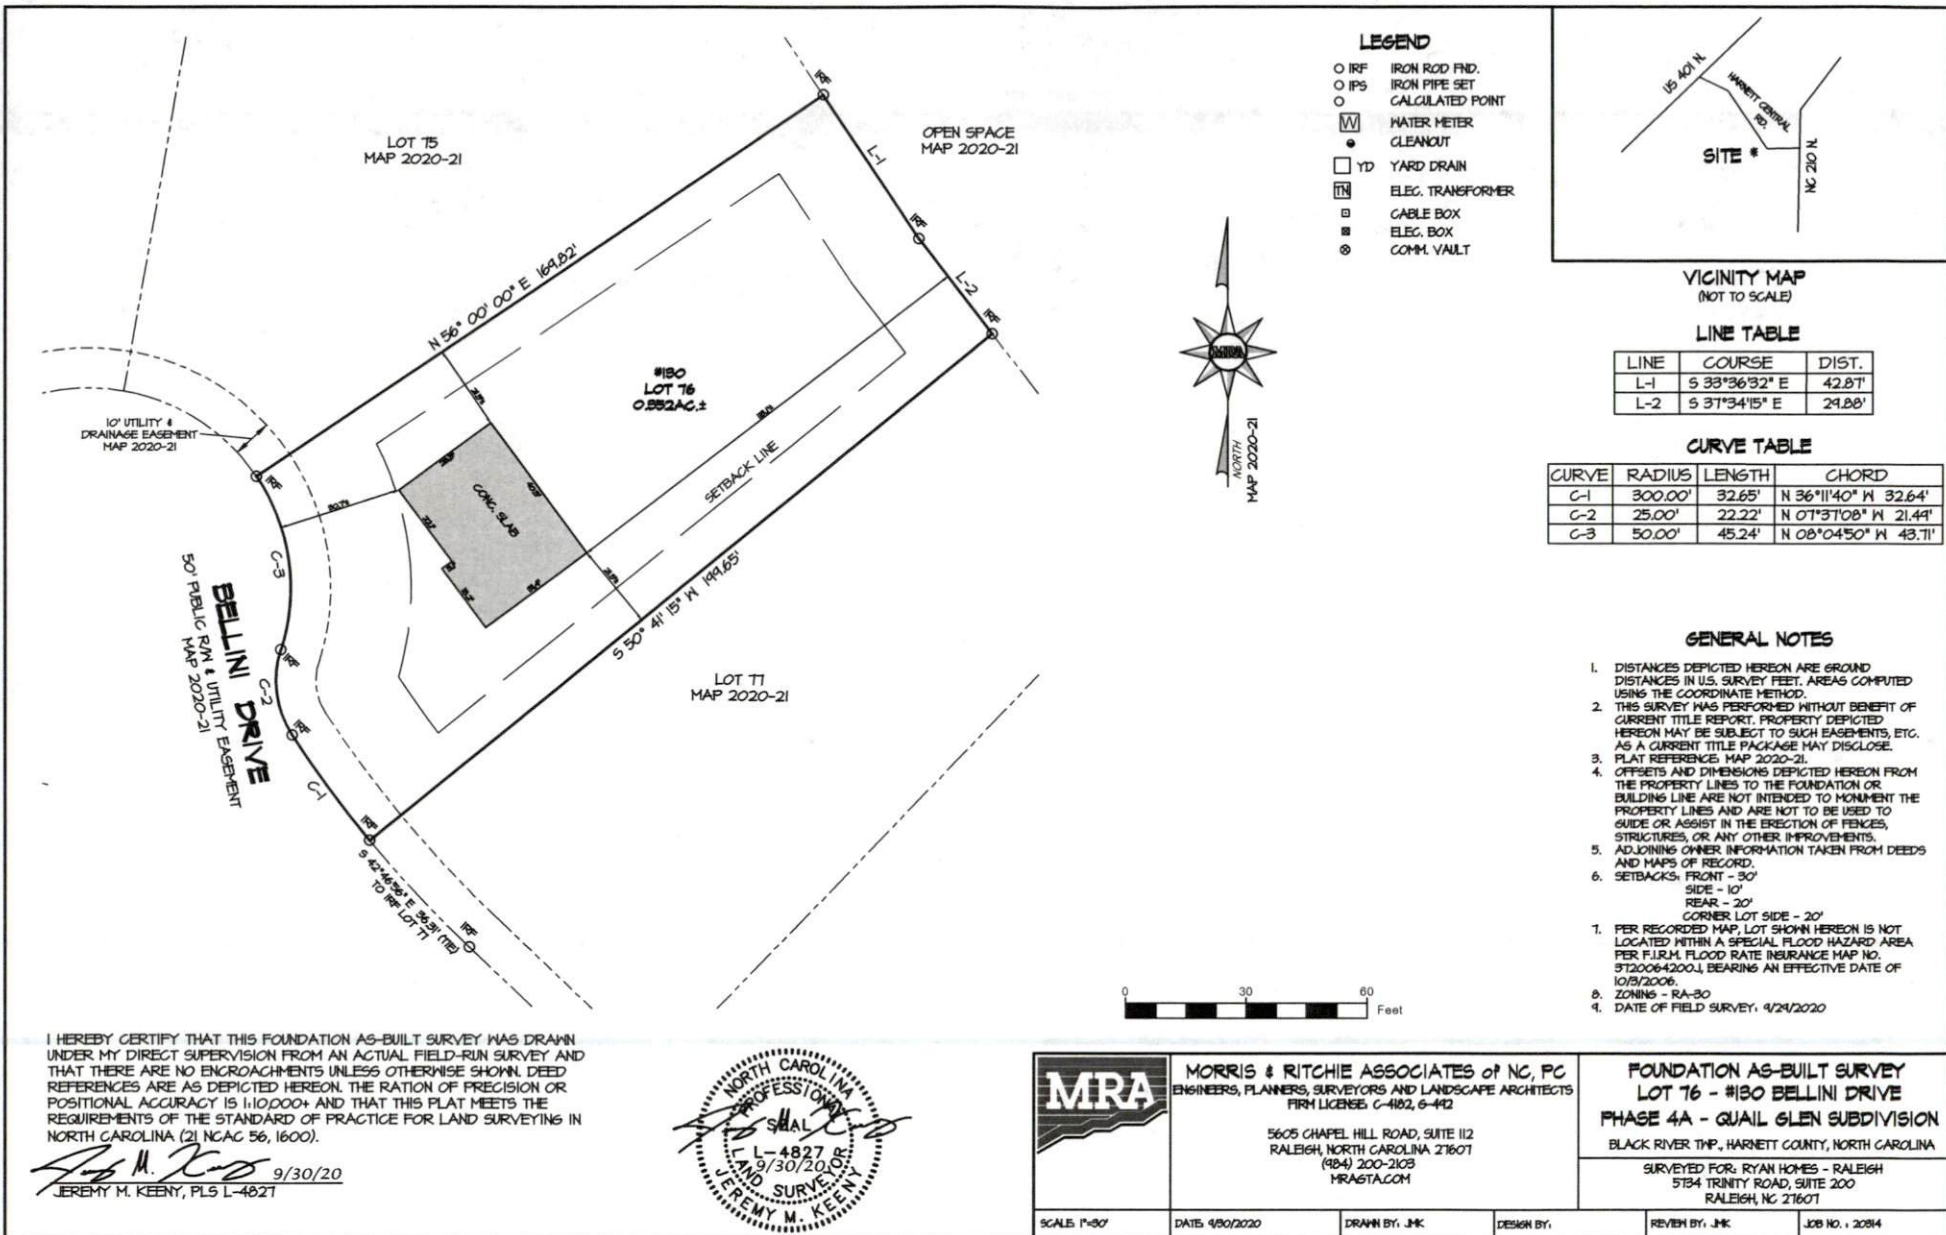 LOT 75
MAP 2020-21
OPEN SPACE
MAP 2020-21
IRF
L-1
IRF
L-2
IRF
N 56° 00' 00" E 169.82'
#130
LOT 76
0.332AC.±
10' UTILITY &
DRAINAGE EASEMENT
MAP 2020-21
IRF
CONC. SLAB
SETBACK LINE
S 50° 41' 15" W 199.65'
C-3
IRF
C-2
IRF
C-1
IRF
BELLINI DRIVE
50' PUBLIC R/W & UTILITY EASEMENT
MAP 2020-21
LOT 77
MAP 2020-21
S 42°46'56" E 36.31' (TIE)
TO IRF LOT 77
IRF
LEGEND
IRF IRON ROD FND.
IPS IRON PIPE SET
CALCULATED POINT
W WATER METER
CLEANOUT
YD YARD DRAIN
TN ELEC. TRANSFORMER
CABLE BOX
ELEC. BOX
COMM. VAULT
MRA
NORTH
MAP 2020-21
US 401 N.
HARNETT CENTRAL
RD.
SITE *
NC 210 N.
VICINITY MAP
(NOT TO SCALE)
LINE TABLE
LINE COURSE DIST.
L-1 S 33°36'32" E 42.87'
L-2 S 37°34'15" E 29.88'
CURVE TABLE
CURVE RADIUS LENGTH CHORD
C-1 300.00' 32.65' N 36°11'40" W 32.64'
C-2 25.00' 22.22' N 07°37'08" W 21.49'
C-3 50.00' 45.24' N 08°04'50" W 43.71'
GENERAL NOTES
1. DISTANCES DEPICTED HEREON ARE GROUND
DISTANCES IN U.S. SURVEY FEET. AREAS COMPUTED
USING THE COORDINATE METHOD.
2. THIS SURVEY WAS PERFORMED WITHOUT BENEFIT OF
CURRENT TITLE REPORT. PROPERTY DEPICTED
HEREON MAY BE SUBJECT TO SUCH EASEMENTS, ETC.
AS A CURRENT TITLE PACKAGE MAY DISCLOSE.
3. PLAT REFERENCE: MAP 2020-21.
4. OFFSETS AND DIMENSIONS DEPICTED HEREON FROM
THE PROPERTY LINES TO THE FOUNDATION OR
BUILDING LINE ARE NOT INTENDED TO MONUMENT THE
PROPERTY LINES AND ARE NOT TO BE USED TO
GUIDE OR ASSIST IN THE ERECTION OF FENCES,
STRUCTURES, OR ANY OTHER IMPROVEMENTS.
5. ADJOINING OWNER INFORMATION TAKEN FROM DEEDS
AND MAPS OF RECORD.
6. SETBACKS: FRONT - 30'
SIDE - 10'
REAR - 20'
CORNER LOT SIDE - 20'
7. PER RECORDED MAP, LOT SHOWN HEREON IS NOT
LOCATED WITHIN A SPECIAL FLOOD HAZARD AREA
PER F.I.R.M. FLOOD RATE INSURANCE MAP NO.
3720064200J, BEARING AN EFFECTIVE DATE OF
10/3/2006.
8. ZONING - RA-30
9. DATE OF FIELD SURVEY: 9/29/2020
0 30 60
Feet
I HEREBY CERTIFY THAT THIS FOUNDATION AS-BUILT SURVEY WAS DRAWN
UNDER MY DIRECT SUPERVISION FROM AN ACTUAL FIELD-RUN SURVEY AND
THAT THERE ARE NO ENCROACHMENTS UNLESS OTHERWISE SHOWN. DEED
REFERENCES ARE AS DEPICTED HEREON. THE RATION OF PRECISION OR
POSITIONAL ACCURACY IS 1:10,000+ AND THAT THIS PLAT MEETS THE
REQUIREMENTS OF THE STANDARD OF PRACTICE FOR LAND SURVEYING IN
NORTH CAROLINA (21 NCAC 56, 1600).
9/30/20
JEREMY M. KEENY, PLS L-4827
NORTH CAROLINA
PROFESSIONAL
SEAL
L-4827
9/30/20
LAND SURVEYOR
JEREMY M. KEENY
MRA
MORRIS & RITCHIE ASSOCIATES OF NC, PC
ENGINEERS, PLANNERS, SURVEYORS AND LANDSCAPE ARCHITECTS
FIRM LICENSE: C-4182, S-492
5605 CHAPEL HILL ROAD, SUITE 112
RALEIGH, NORTH CAROLINA 27607
(984) 200-2103
MRAGTA.COM
FOUNDATION AS-BUILT SURVEY
LOT 76 - #130 BELLINI DRIVE
PHASE 4A - QUAIL GLEN SUBDIVISION
BLACK RIVER TWP., HARNETT COUNTY, NORTH CAROLINA
SURVEYED FOR: RYAN HOMES - RALEIGH
5734 TRINITY ROAD, SUITE 200
RALEIGH, NC 27607
SCALE: 1"=30' DATE: 9/30/2020 DRAWN BY: JMK DESIGN BY: REVIEW BY: JMK JOB NO.: 20314